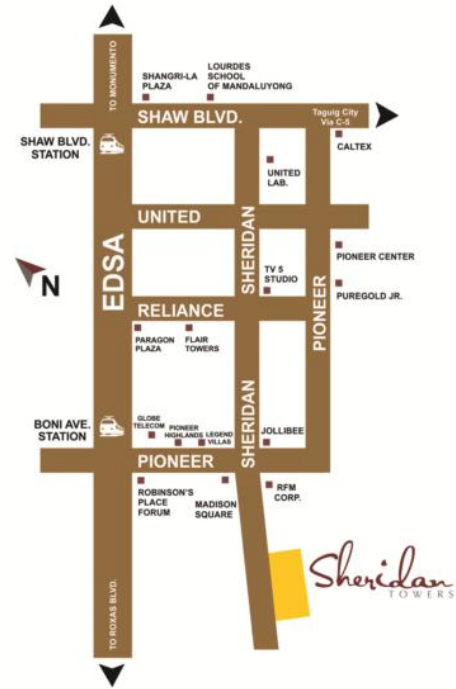 TO MONUMENTO
SHANGRI-LA
PLAZA
LOURDES
SCHOOL
OF MANDALUYONG
SHAW BLVD.
Taguig City
Via C-5
SHAW BLVD.
STATION
CALTEX
UNITED
LAB.
UNITED
SHERIDAN
EDSA
N
PIONEER CENTER
TV 5
STUDIO
PUREGOLD JR.
RELIANCE
PIONEER
PARAGON
PLAZA
FLAIR
TOWERS
SHERIDAN
BONI AVE.
STATION
GLOBE
TELECOM
PIONEER
HIGHLANDS
LEGEND
VILLAS
JOLLIBEE
PIONEER
ROBINSON'S
PLACE
FORUM
MADISON
SQUARE
RFM
CORP.
Sheridan
TOWERS
TO ROXAS BLVD.